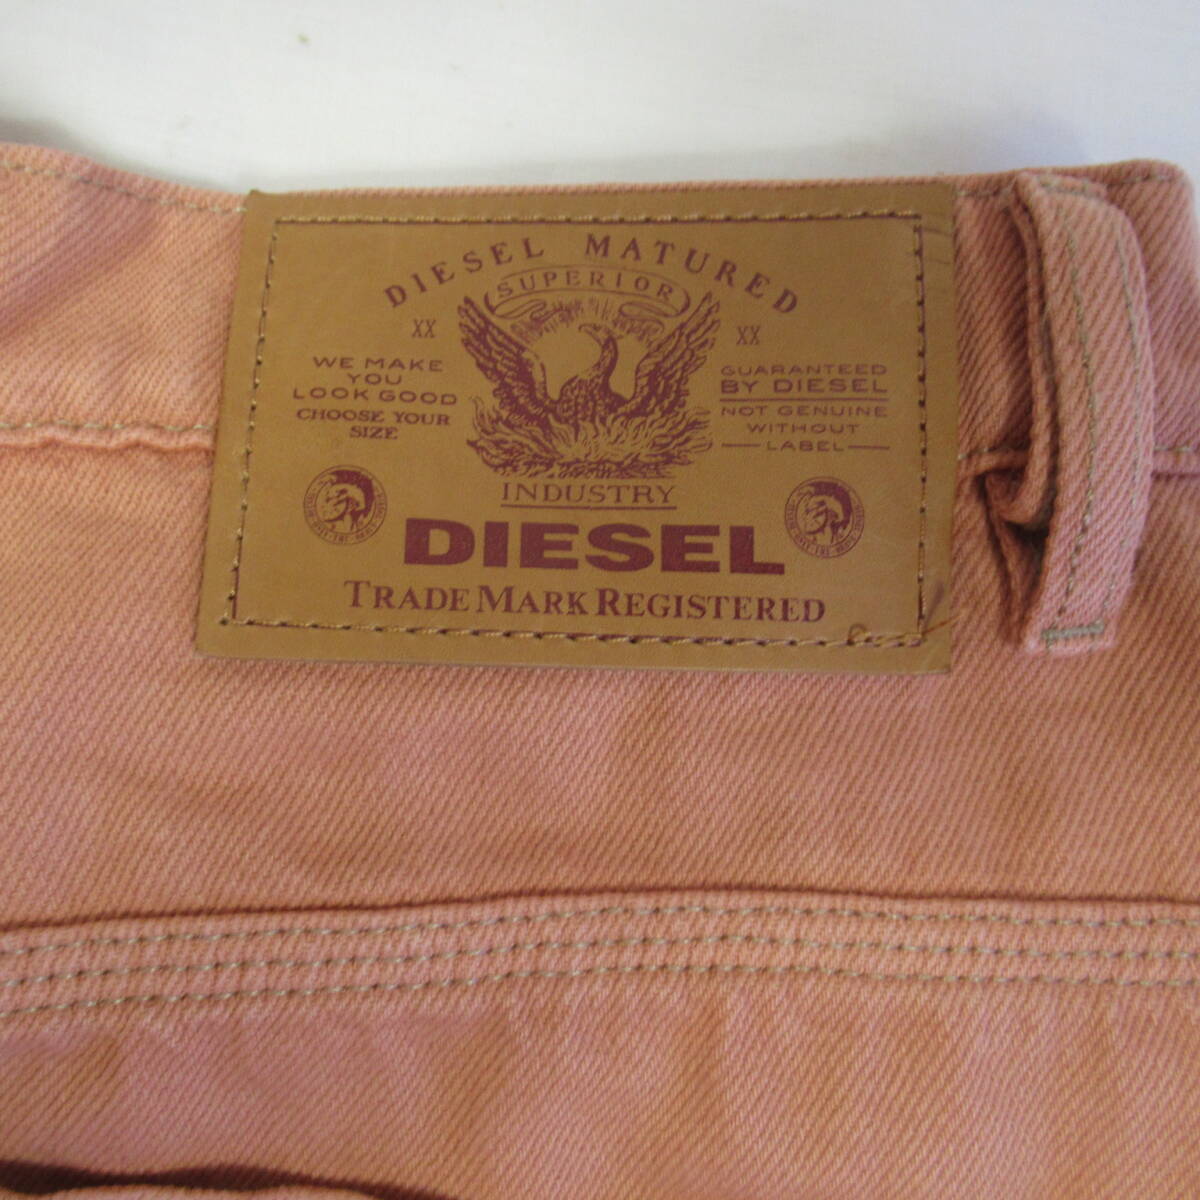 DIESEL MATURED
SUPERIOR
XX
XX
WE MAKE
YOU
LOOK GOOD
CHOOSE YOUR
SIZE
GUARANTEED
BY DIESEL
NOT GENUINE
WITHOUT
LABEL
INDUSTRY
DIESEL
TRADE MARK REGISTERED